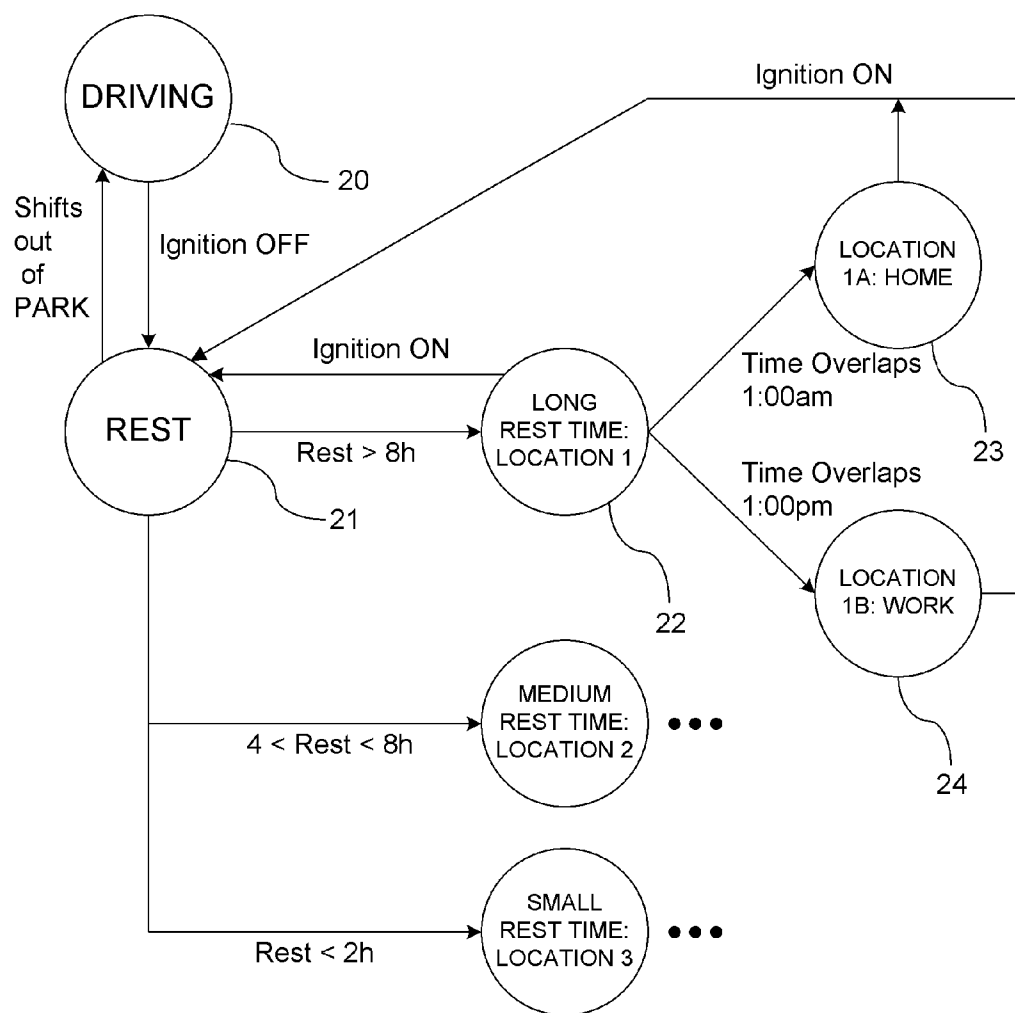 DRIVING
20
Shifts
out
of
PARK
Ignition OFF
Ignition ON
LOCATION
1A: HOME
23
Ignition ON
Time Overlaps
1:00am
REST
21
Rest > 8h
LONG
REST TIME:
LOCATION 1
22
Time Overlaps
1:00pm
LOCATION
1B: WORK
24
4 < Rest < 8h
MEDIUM
REST TIME:
LOCATION 2
•••
Rest < 2h
SMALL
REST TIME:
LOCATION 3
•••